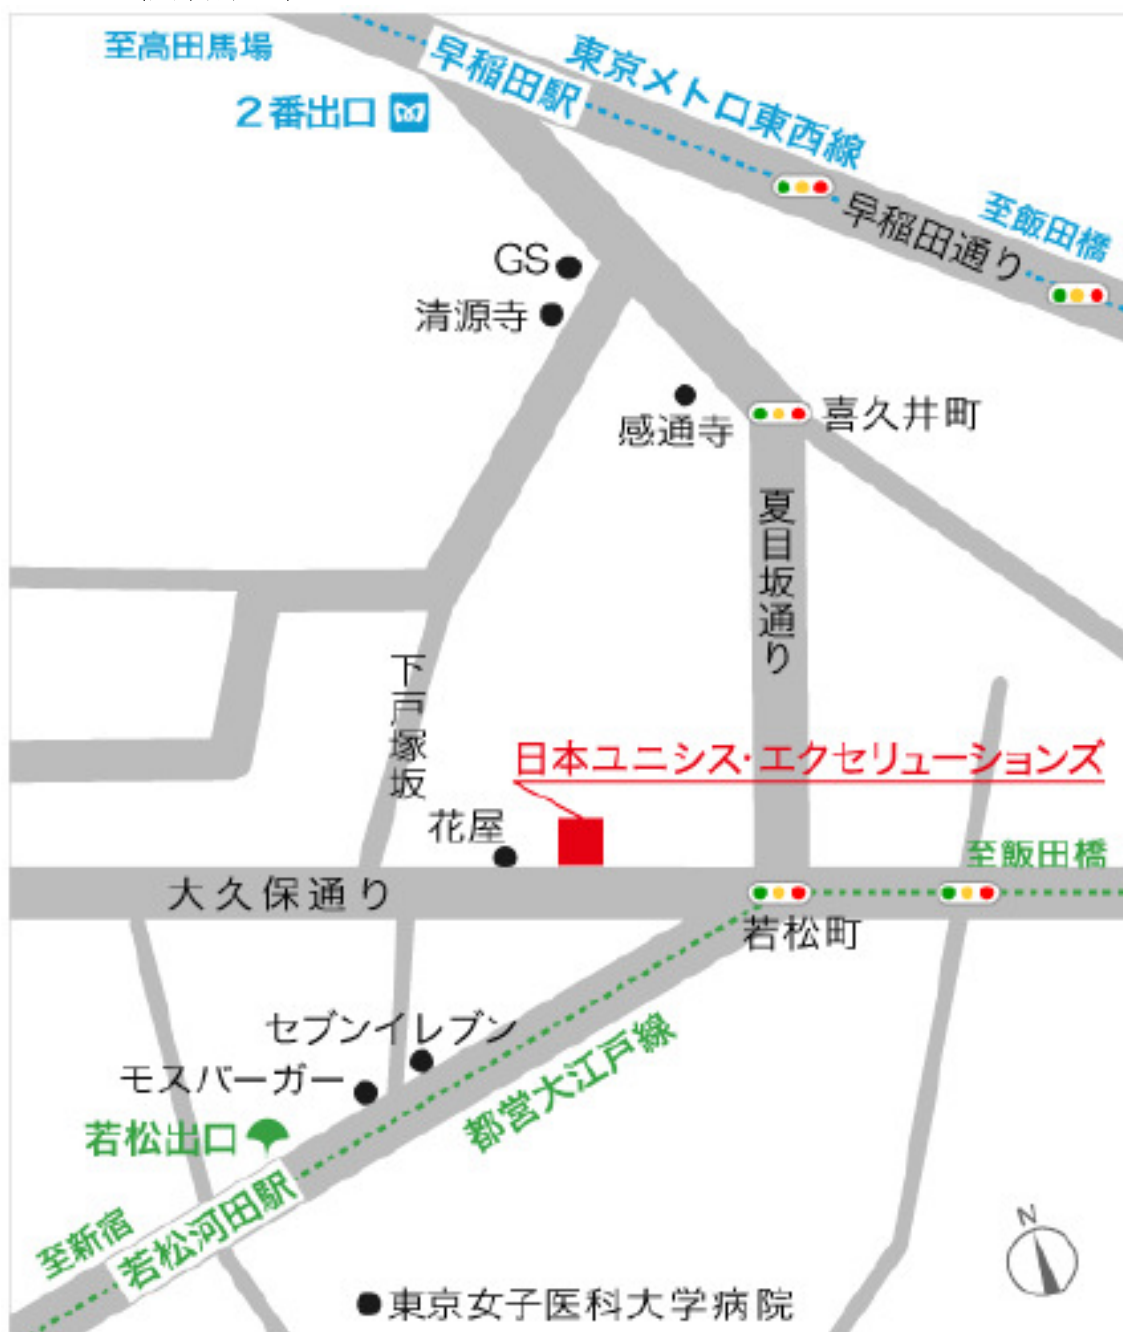 至高田馬場
早稲田駅
東京メトロ東西線
２番出口
至飯田橋
早稲田通り
GS
清源寺
感通寺
喜久井町
夏目坂通り
下戸塚坂
日本ユニシス・エクセリューションズ
花屋
至飯田橋
大久保通り
若松町
セブンイレブン
モスバーガー
都営大江戸線
若松出口
若松河田駅
至新宿
N
東京女子医科大学病院